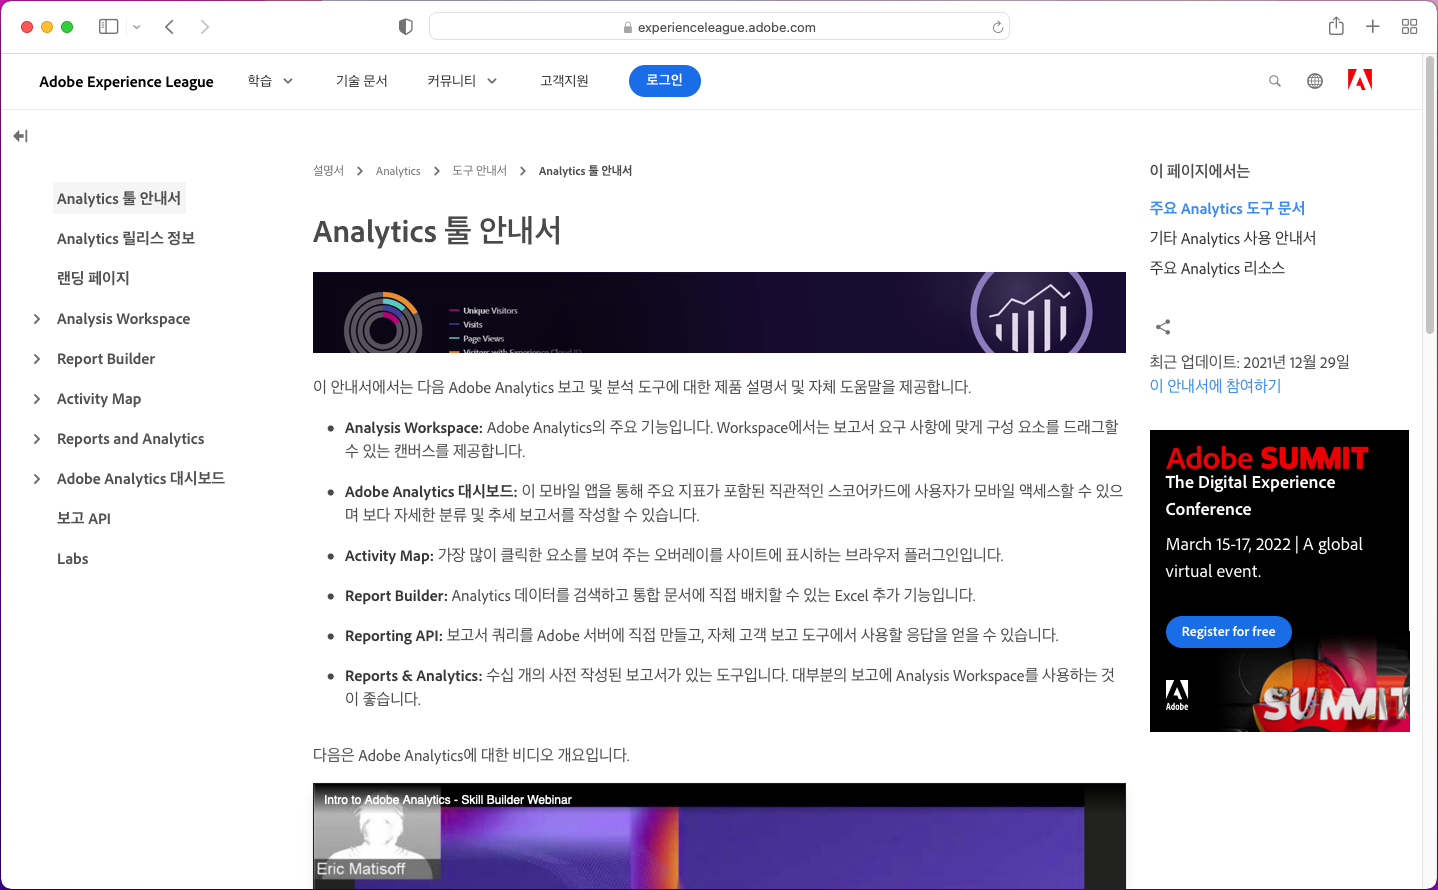 experienceleague.adobe.com
Adobe Experience League
학습
기술 문서
커뮤니티
고객지원
로그인
설명서
Analytics
도구 안내서
Analytics 툴 안내서
Analytics 툴 안내서
Analytics 릴리스 정보
랜딩 페이지
Analysis Workspace
Report Builder
Activity Map
Reports and Analytics
Adobe Analytics 대시보드
보고 API
Labs
Analytics 툴 안내서
Unique Visitors
Visits
Page Views
Visitors with Experience Cloud ID
이 안내서에서는 다음 Adobe Analytics 보고 및 분석 도구에 대한 제품 설명서 및 자체 도움말을 제공합니다.
Analysis Workspace: Adobe Analytics의 주요 기능입니다. Workspace에서는 보고서 요구 사항에 맞게 구성 요소를 드래그할
수 있는 캔버스를 제공합니다.
Adobe Analytics 대시보드: 이 모바일 앱을 통해 주요 지표가 포함된 직관적인 스코어카드에 사용자가 모바일 액세스할 수 있으
며 보다 자세한 분류 및 추세 보고서를 작성할 수 있습니다.
Activity Map: 가장 많이 클릭한 요소를 보여 주는 오버레이를 사이트에 표시하는 브라우저 플러그인입니다.
Report Builder: Analytics 데이터를 검색하고 통합 문서에 직접 배치할 수 있는 Excel 추가 기능입니다.
Reporting API: 보고서 쿼리를 Adobe 서버에 직접 만들고, 자체 고객 보고 도구에서 사용할 응답을 얻을 수 있습니다.
Reports & Analytics: 수십 개의 사전 작성된 보고서가 있는 도구입니다. 대부분의 보고에 Analysis Workspace를 사용하는 것
이 좋습니다.
다음은 Adobe Analytics에 대한 비디오 개요입니다.
Intro to Adobe Analytics - Skill Builder Webinar
Eric Matisoff
이 페이지에서는
주요 Analytics 도구 문서
기타 Analytics 사용 안내서
주요 Analytics 리소스
최근 업데이트: 2021년 12월 29일
이 안내서에 참여하기
Adobe SUMMIT
The Digital Experience
Conference
March 15-17, 2022 | A global
virtual event.
Register for free
Adobe
SUMMIT